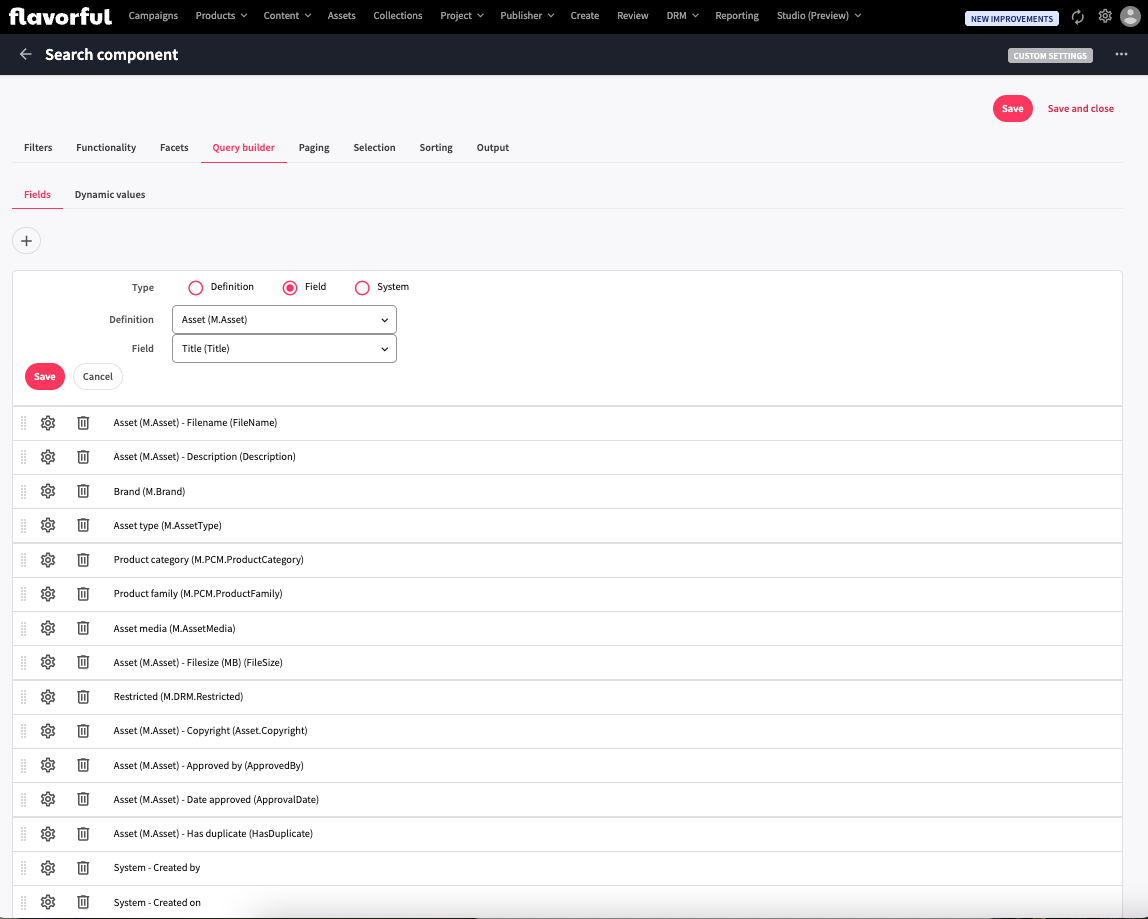 flavorful Campaigns Products Content Assets Collections Project Publisher Create Review DRM Reporting Studio (Preview) NEW IMPROVEMENTS
Search component CUSTOM SETTINGS
Save Save and close
Filters Functionality Facets Query builder Paging Selection Sorting Output
Fields Dynamic values
Type Definition Field System
Definition Asset (M.Asset)
Field Title (Title)
Save Cancel
Asset (M.Asset) - Filename (FileName)
Asset (M.Asset) - Description (Description)
Brand (M.Brand)
Asset type (M.AssetType)
Product category (M.PCM.ProductCategory)
Product family (M.PCM.ProductFamily)
Asset media (M.AssetMedia)
Asset (M.Asset) - Filesize (MB) (FileSize)
Restricted (M.DRM.Restricted)
Asset (M.Asset) - Copyright (Asset.Copyright)
Asset (M.Asset) - Approved by (ApprovedBy)
Asset (M.Asset) - Date approved (ApprovalDate)
Asset (M.Asset) - Has duplicate (HasDuplicate)
System - Created by
System - Created on